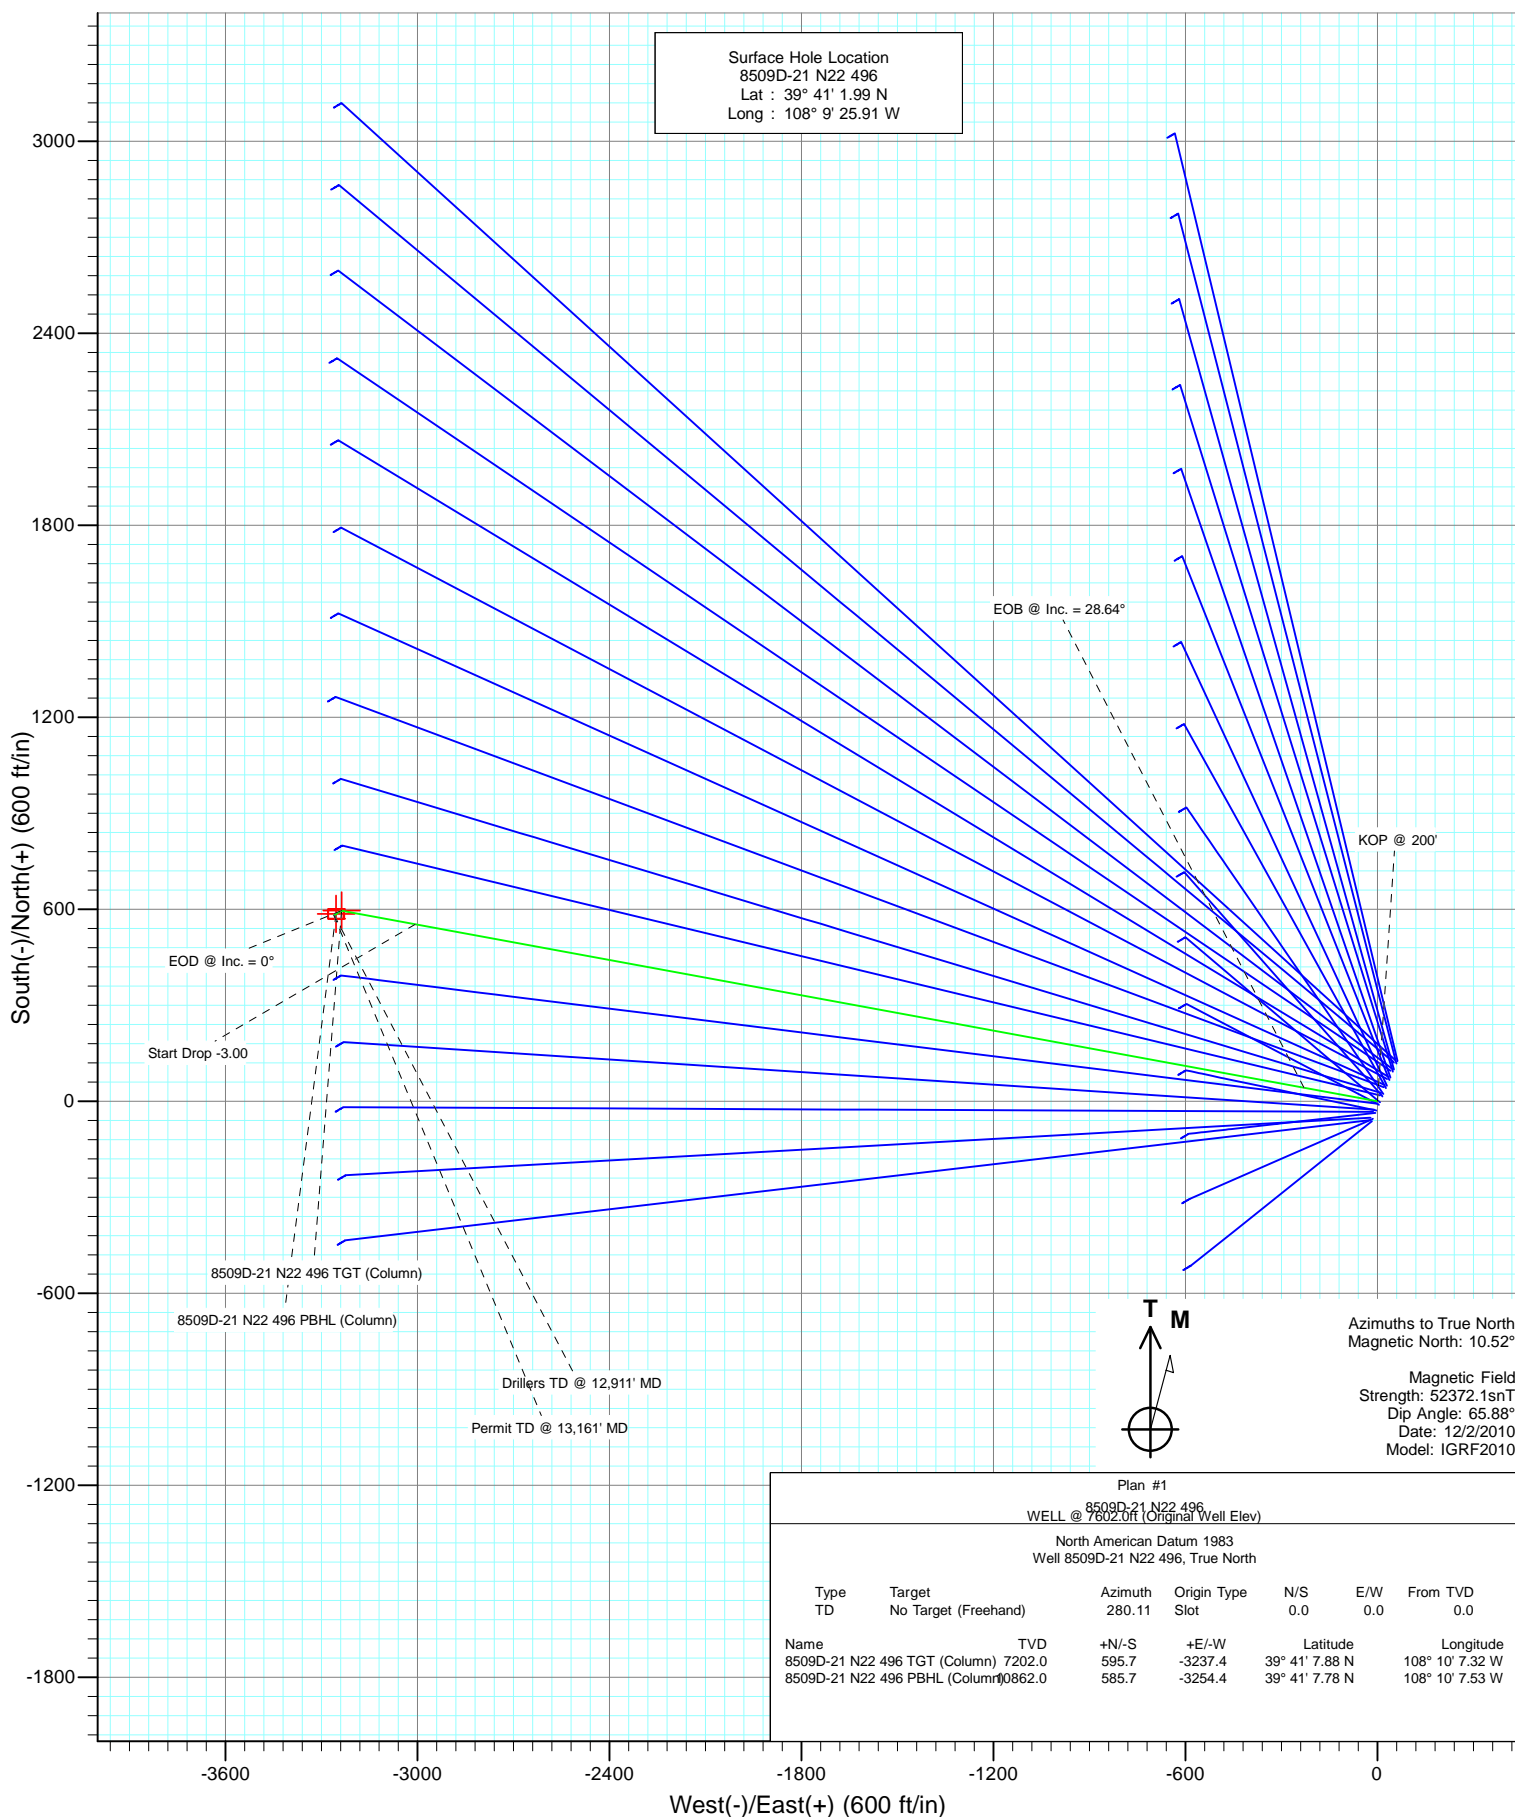 Surface Hole Location
8509D-21 N22 496
Lat : 39° 41' 1.99 N
Long : 108° 9' 25.91 W
3000
2400
1800
1200
600
0
-600
-1200
-1800
South(-)/North(+) (600 ft/in)
EOB @ Inc. = 28.64°
KOP @ 200'
EOD @ Inc. = 0°
Start Drop -3.00
8509D-21 N22 496 TGT (Column)
8509D-21 N22 496 PBHL (Column)
Drillers TD @ 12,911' MD
Permit TD @ 13,161' MD
T M
Azimuths to True North
Magnetic North: 10.52°
Magnetic Field
Strength: 52372.1snT
Dip Angle: 65.88°
Date: 12/2/2010
Model: IGRF2010
Plan #1
8509D-21 N22 496
WELL @ 7602.0ft (Original Well Elev)
North American Datum 1983
Well 8509D-21 N22 496, True North
Type Target Azimuth Origin Type N/S E/W From TVD
TD No Target (Freehand) 280.11 Slot 0.0 0.0 0.0
Name TVD +N/-S +E/-W Latitude Longitude
8509D-21 N22 496 TGT (Column) 7202.0 595.7 -3237.4 39° 41' 7.88 N 108° 10' 7.32 W
8509D-21 N22 496 PBHL (Column) 10862.0 585.7 -3254.4 39° 41' 7.78 N 108° 10' 7.53 W
-3600 -3000 -2400 -1800 -1200 -600 0
West(-)/East(+) (600 ft/in)